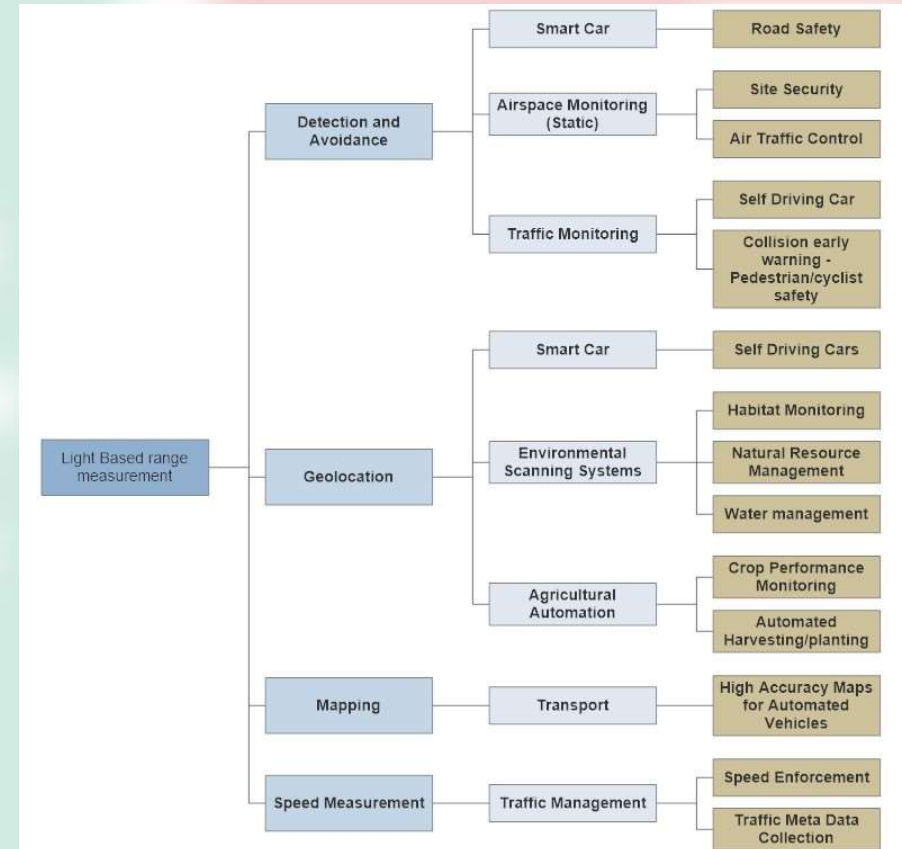 Smart Car
Road Safety
Detection and
Avoidance
Airspace Monitoring
(Static)
Site Security
Air Traffic Control
Traffic Monitoring
Self Driving Car
Collision early
warning -
Pedestrian/cyclist
safety
Light Based range
measurement
Geolocation
Smart Car
Self Driving Cars
Environmental
Scanning Systems
Habitat Monitoring
Natural Resource
Management
Water management
Agricultural
Automation
Crop Performance
Monitoring
Automated
Harvesting/planting
Mapping
Transport
High Accuracy Maps
for Automated
Vehicles
Speed Measurement
Traffic Management
Speed Enforcement
Traffic Meta Data
Collection